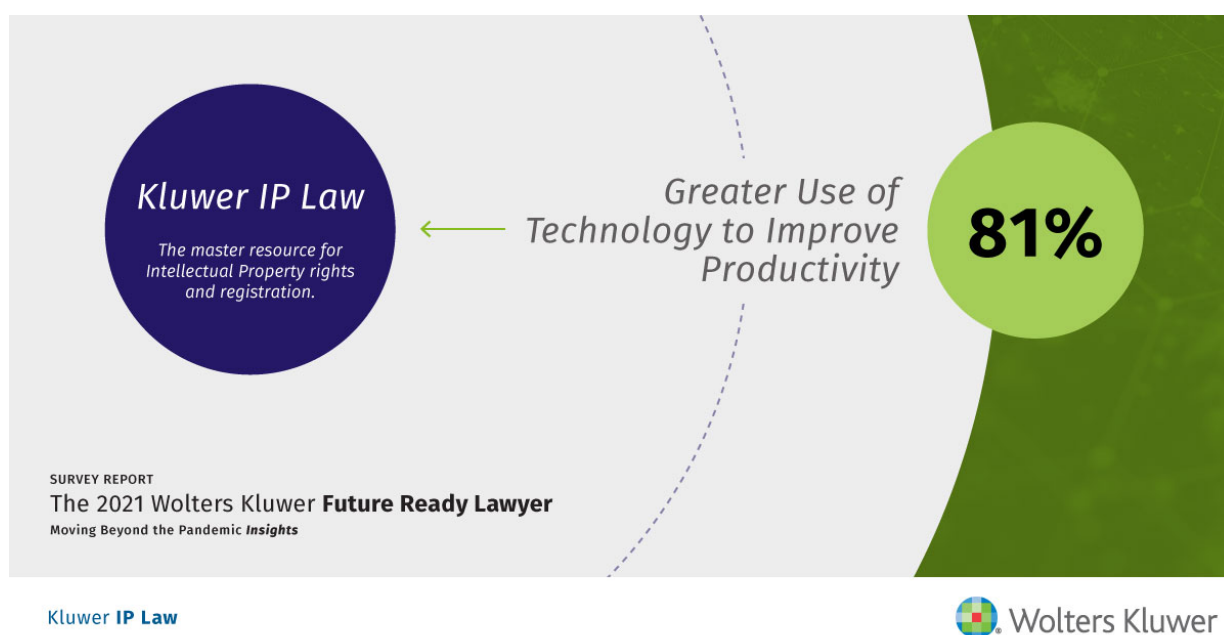 Kluwer IP Law
The master resource for
Intellectual Property rights
and registration.
Greater Use of
Technology to Improve
Productivity
81%
SURVEY REPORT
The 2021 Wolters Kluwer Future Ready Lawyer
Moving Beyond the Pandemic Insights
Kluwer IP Law
Wolters Kluwer